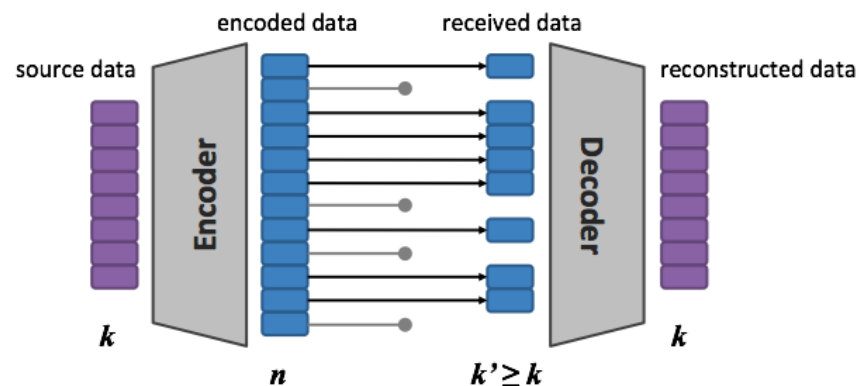 encoded data
received data
source data
reconstructed data
Encoder
Decoder
k
n
k’ ≥ k
k